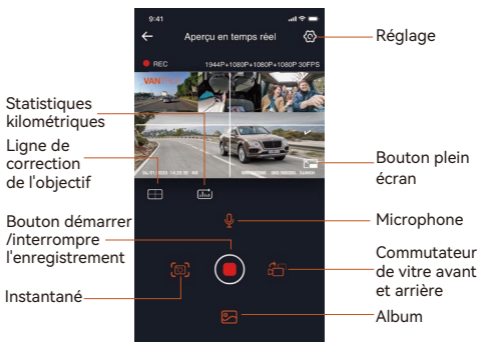 9:41
Aperçu en temps réel
REC
1944P+1080P+1080P+1080P 30FPS
Réglage
Statistiques
kilométriques
Ligne de
correction
de l'objectif
Bouton plein
écran
Bouton démarrer
/interrompre
l'enregistrement
Microphone
Commutateur
de vitre avant
et arrière
Instantané
Album